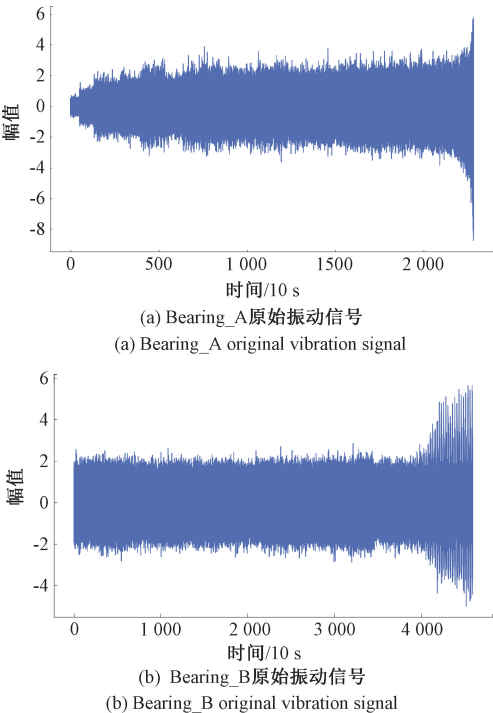 6
4
2
0
-2
-4
-6
-8
幅值
0 500 1 000 1500 2 000
时间/10 s
(a) Bearing_A原始振动信号
(a) Bearing_A original vibration signal
6
4
2
0
-2
-4
幅值
0 1 000 2 000 3 000 4 000
时间/10 s
(b) Bearing_B原始振动信号
(b) Bearing_B original vibration signal